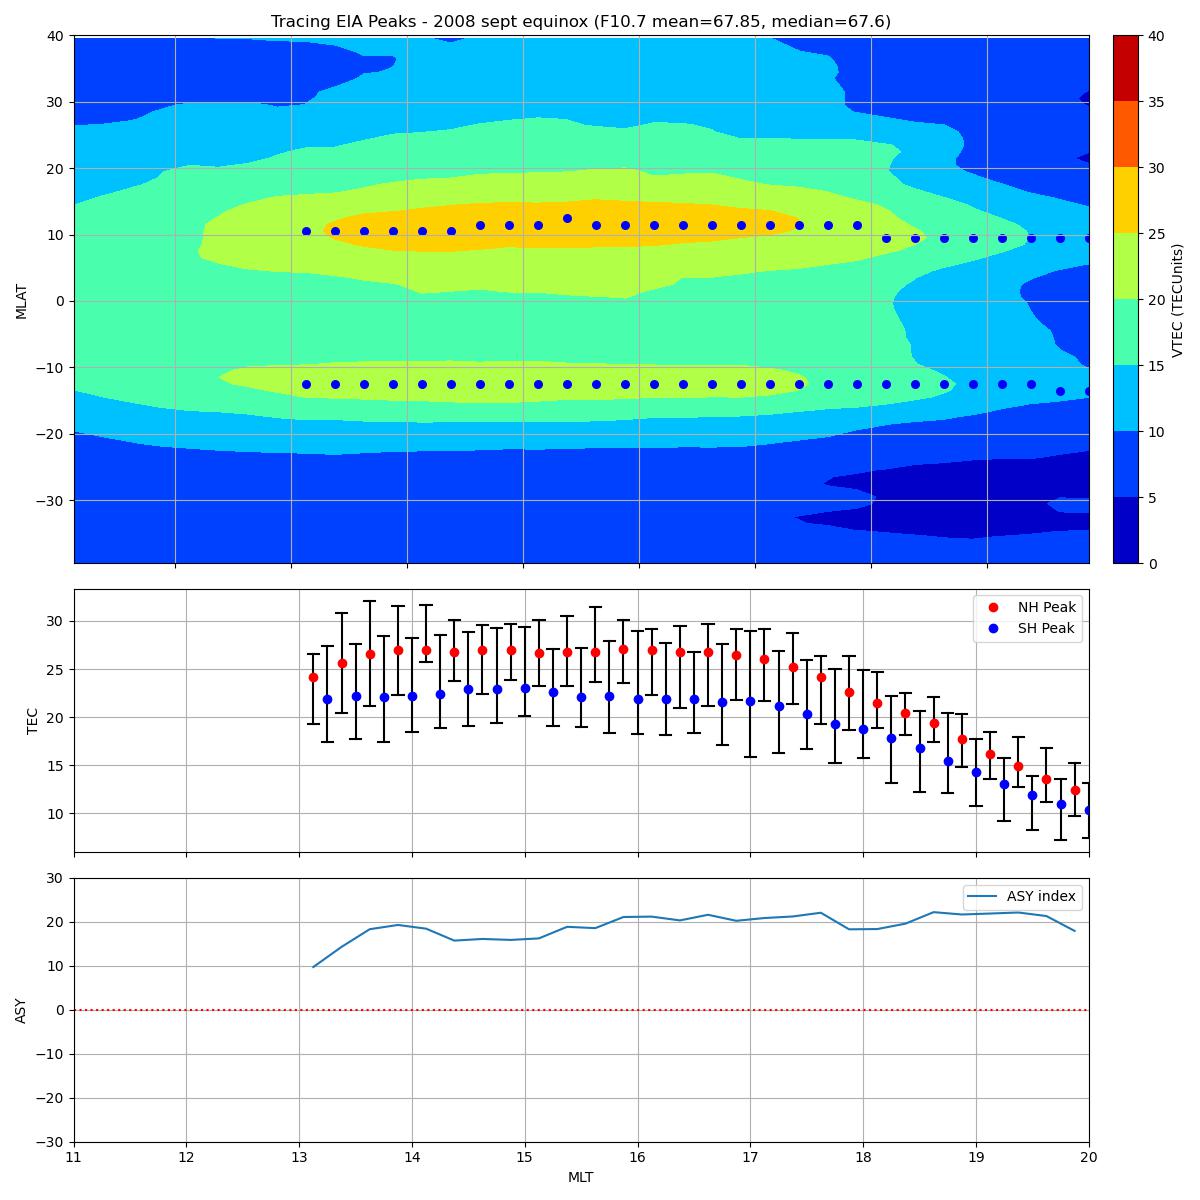 Tracing EIA Peaks - 2008 sept equinox (F10.7 mean=67.85, median=67.6)
40
30
20
10
0
−10
−20
−30
MLAT
40
35
30
25
20
15
10
5
0
VTEC (TECUnits)
30
25
20
15
10
TEC
NH Peak
SH Peak
30
20
10
0
−10
−20
−30
ASY
ASY index
11 12 13 14 15 16 17 18 19 20
MLT